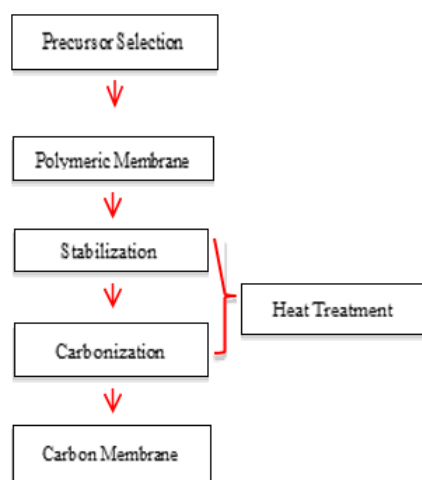 Precursor Selection
Polymeric Membrane
Stabilization
Heat Treatment
Carbonization
Carbon Membrane